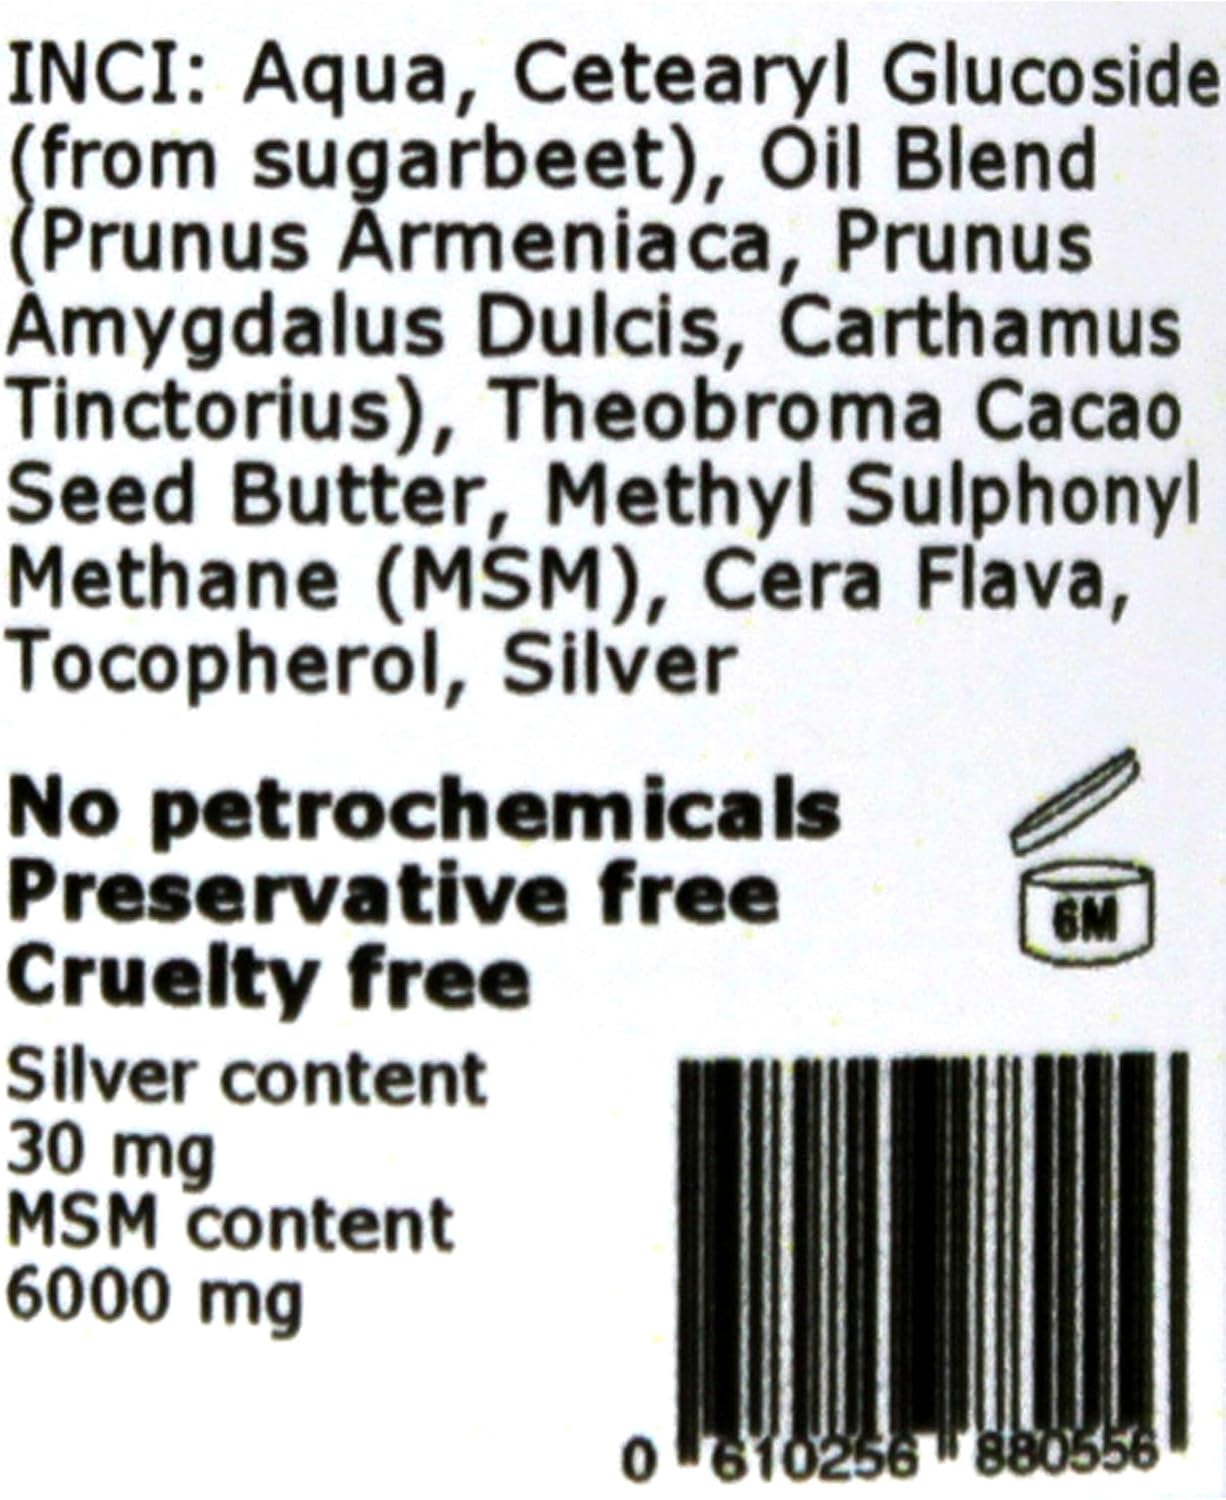 INCI: Aqua, Cetearyl Glucoside
(from sugarbeet), Oil Blend
(Prunus Armeniaca, Prunus
Amygdalus Dulcis, Carthamus
Tinctorius), Theobroma Cacao
Seed Butter, Methyl Sulphonyl
Methane (MSM), Cera Flava,
Tocopherol, Silver
No petrochemicals
Preservative free
Cruelty free
6M
Silver content
30 mg
MSM content
6000 mg
0 610256 880556